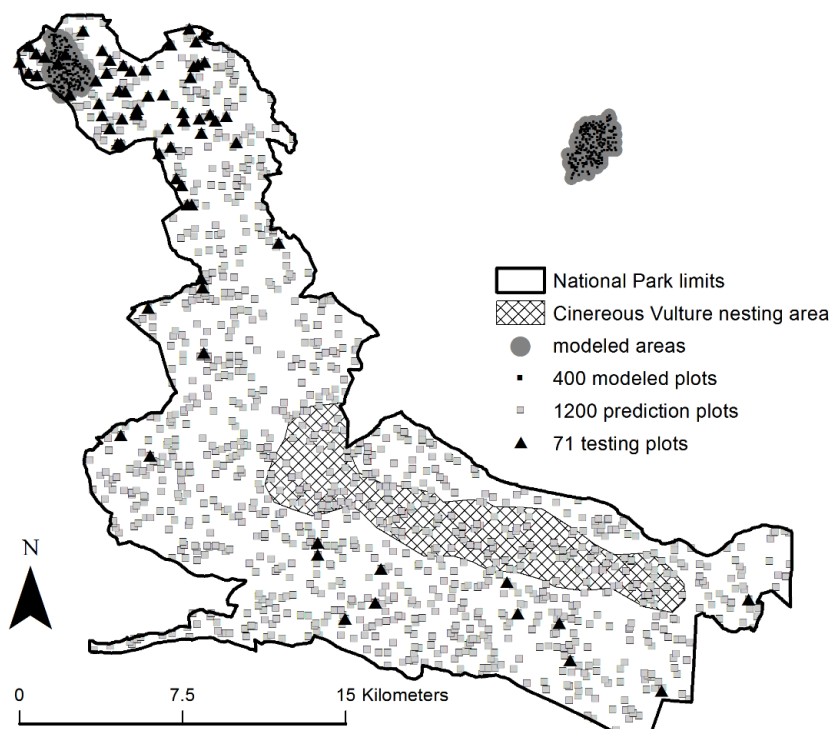 National Park limits
Cinereous Vulture nesting area
modeled areas
400 modeled plots
1200 prediction plots
71 testing plots
N
0 7.5 15 Kilometers